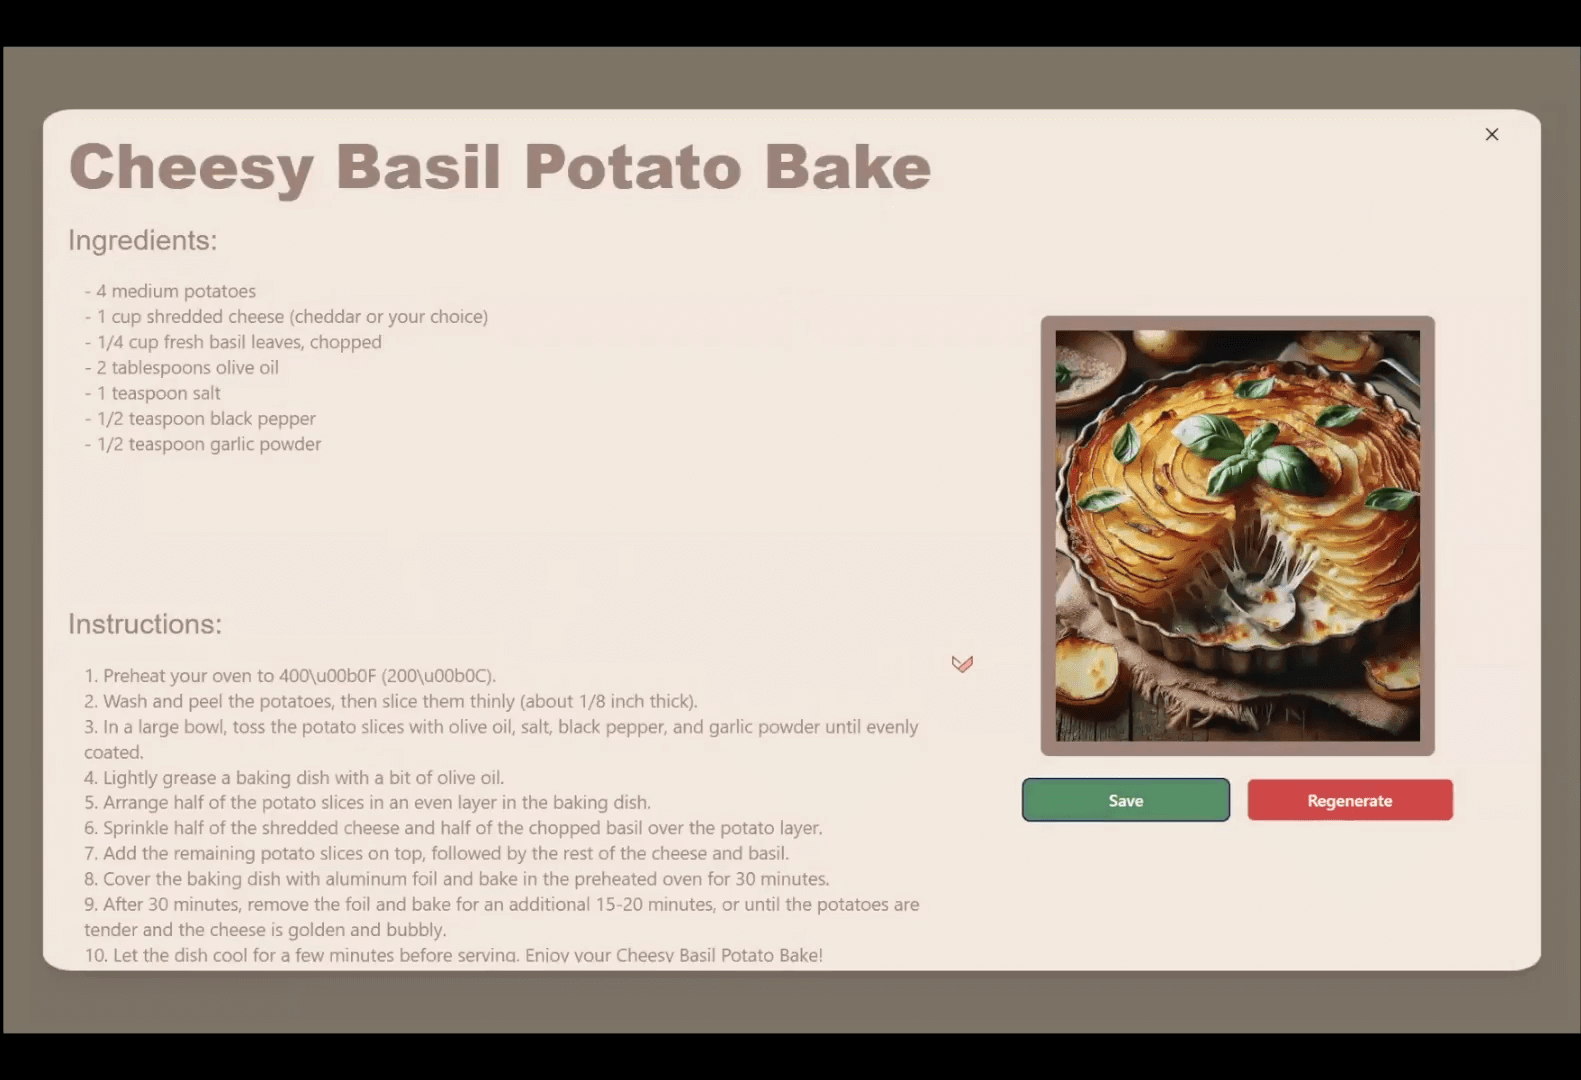 Cheesy Basil Potato Bake
Ingredients:
- 4 medium potatoes
- 1 cup shredded cheese (cheddar or your choice)
- 1/4 cup fresh basil leaves, chopped
- 2 tablespoons olive oil
- 1 teaspoon salt
- 1/2 teaspoon black pepper
- 1/2 teaspoon garlic powder
Instructions:
1. Preheat your oven to 400\u00b0F (200\u00b0C).
2. Wash and peel the potatoes, then slice them thinly (about 1/8 inch thick).
3. In a large bowl, toss the potato slices with olive oil, salt, black pepper, and garlic powder until evenly
coated.
4. Lightly grease a baking dish with a bit of olive oil.
5. Arrange half of the potato slices in an even layer in the baking dish.
6. Sprinkle half of the shredded cheese and half of the chopped basil over the potato layer.
7. Add the remaining potato slices on top, followed by the rest of the cheese and basil.
8. Cover the baking dish with aluminum foil and bake in the preheated oven for 30 minutes.
9. After 30 minutes, remove the foil and bake for an additional 15-20 minutes, or until the potatoes are
tender and the cheese is golden and bubbly.
10. Let the dish cool for a few minutes before serving. Enjoy your Cheesy Basil Potato Bake!
Save
Regenerate